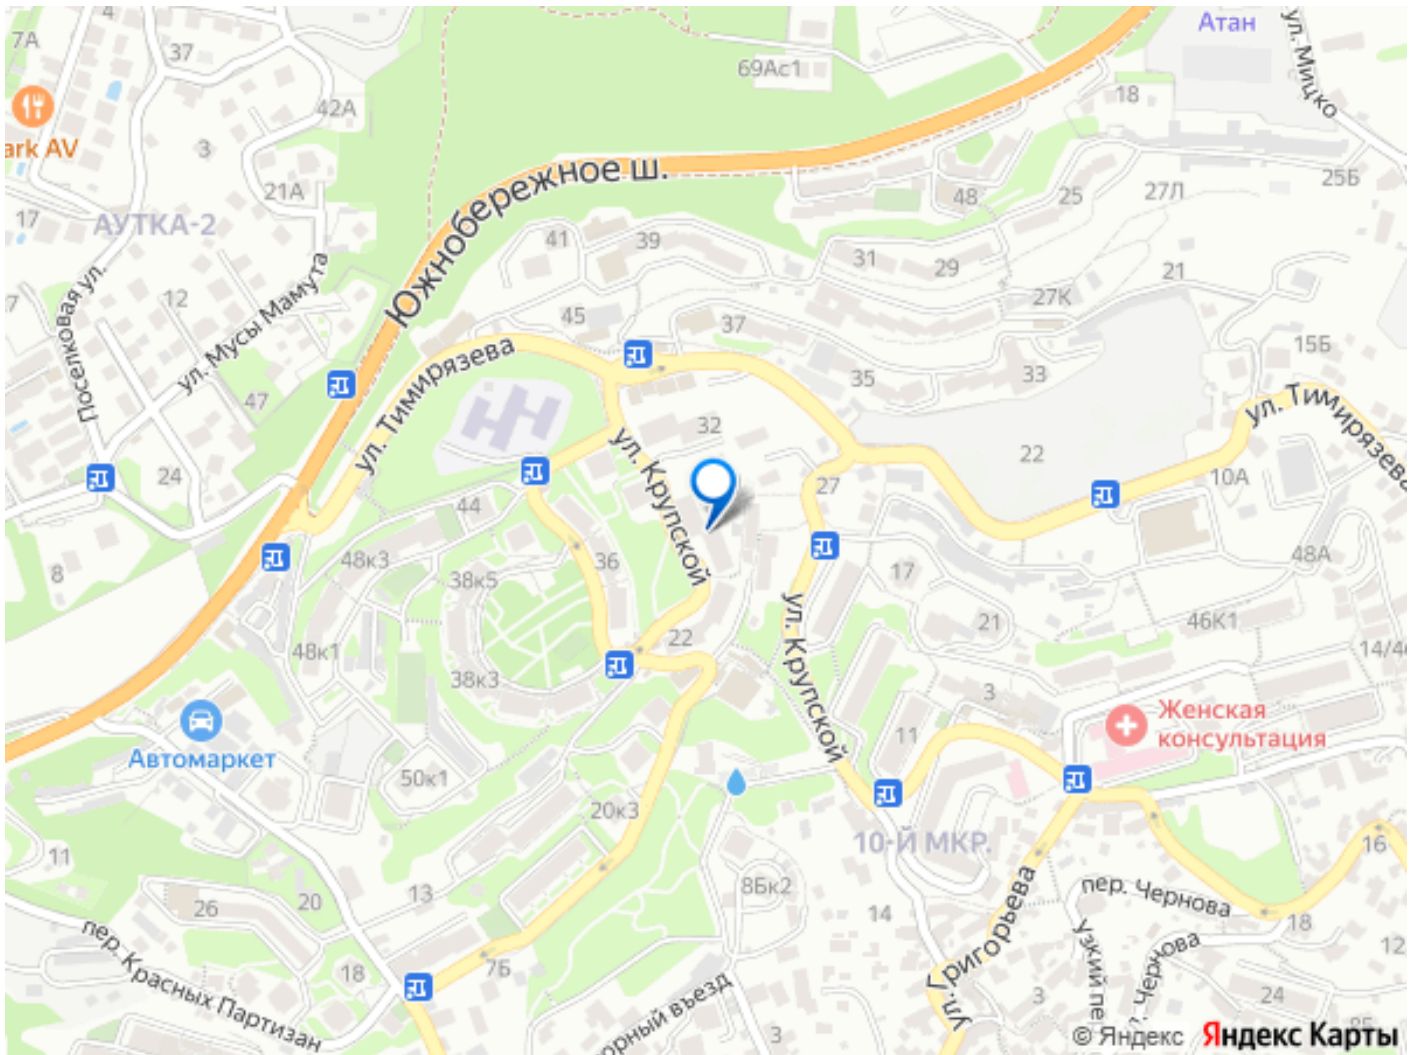 4
7А
37
42А
3
ark AV
21А
17
АУТКА-2
Поселковая ул.
12
ул. Мусы Мамута
47
24
8
69Ас1
Южнобережное ш.
Атан
ул. Мицко
18
48
25
27Л
25Б
41
39
31
29
21
27К
45
37
35
33
15Б
ул. Тимирязева
ул. Тимирязева
32
ул. Крупской
22
27
10А
44
48к3
38к5
36
17
48А
48к1
38к3
22
21
46К1
ул. Крупской
3
11
Женская
консультация
Автомаркет
50к1
20к3
10-Й МКР.
16
11
13
20
26
8Бк2
14
ул. Григорьева
пер. Чернова
18
12
узкий пе
. Чернова
пер. Красных Партизан
18
7Б
орный въезд
3
3
24
© Яндекс Яндекс Карты